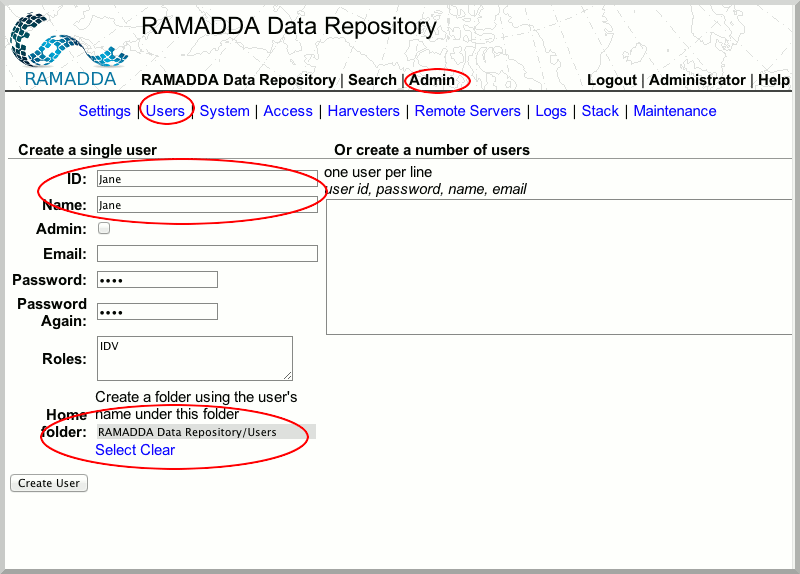 RAMADDA Data Repository
RAMADDA
RAMADDA Data Repository | Search | Admin
Logout | Administrator | Help
Settings | Users | System | Access | Harvesters | Remote Servers | Logs | Stack | Maintenance
Create a single user
ID: Jane
Name: Jane
Admin:
Email:
Password: ••••
Password
Again: ••••
Roles: IDV
Create a folder using the user's
Home name under this folder
folder: RAMADDA Data Repository/Users
Select Clear
Create User
Or create a number of users
one user per line
user id, password, name, email